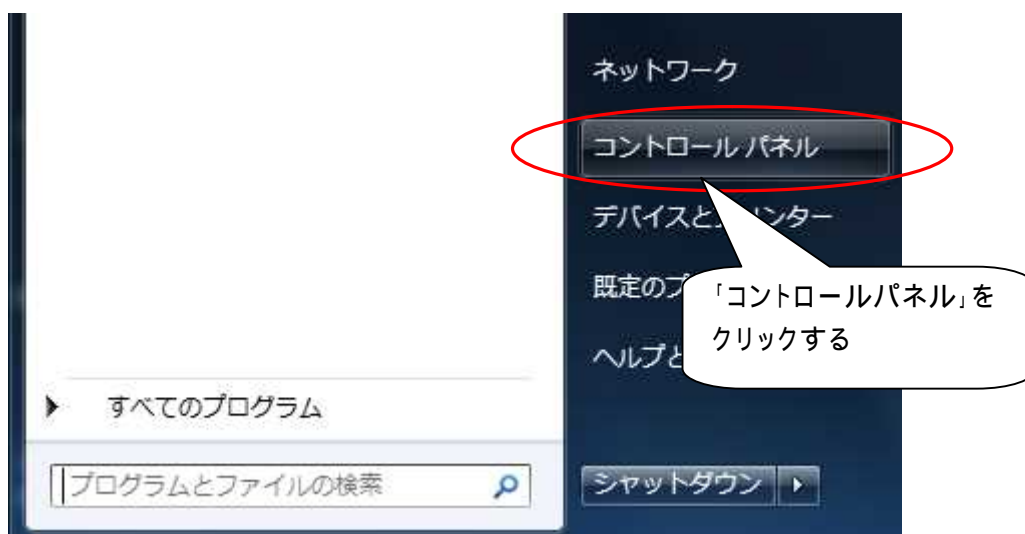 ネットワーク
コントロール パネル
デバイスと
ンター
既定の
「コントロールパネル」を
クリックする
ヘルプと
すべてのプログラム
プログラムとファイルの検索
シャットダウン